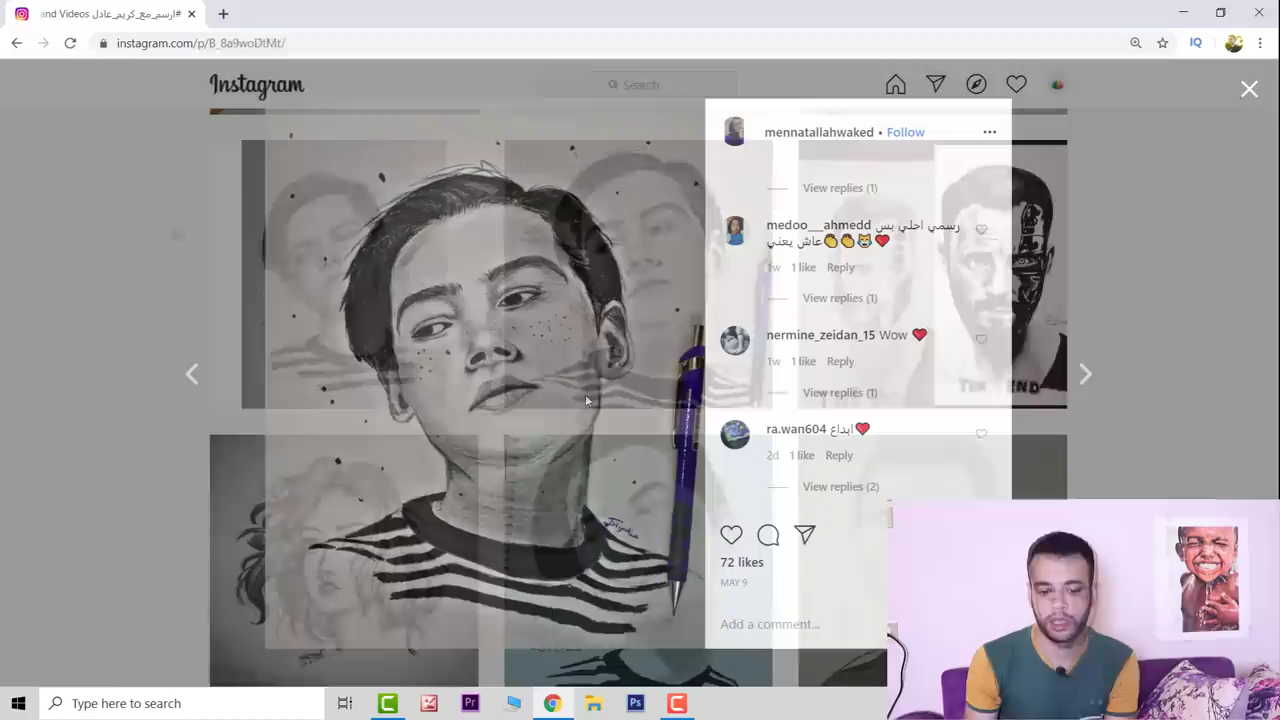 #ارسم_مع_كريم_عادل and Videos
instagram.com/p/B_8a9woDtMt/
Instagram
Search
mennatallahwaked • Follow
View replies (1)
medoo___ahmedd رسمي احلي بس
عاش يعني👏👏😹❤️
1w 1 like Reply
View replies (1)
nermine_zeidan_15 Wow ❤️
1w 1 like Reply
View replies (1)
ra.wan604 ابداع❤️
2d 1 like Reply
View replies (2)
72 likes
MAY 9
Add a comment...
Type here to search